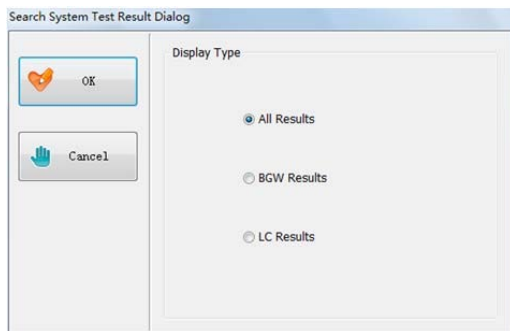 Search System Test Result Dialog
Display Type
OK
All Results
Cancel
BGW Results
LC Results